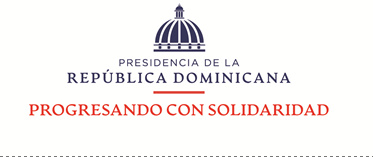 PRESIDENCIA DE LA
REPÚBLICA DOMINICANA
PROGRESANDO CON SOLIDARIDAD